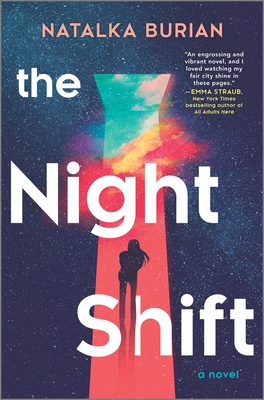 NATALKA BURIAN
the
"An engrossing and
vibrant novel, and I
loved watching my
fair city shine in
these pages."
—EMMA STRAUB,
New York Times
bestselling author of
All Adults Here
Night
Shift
a novel